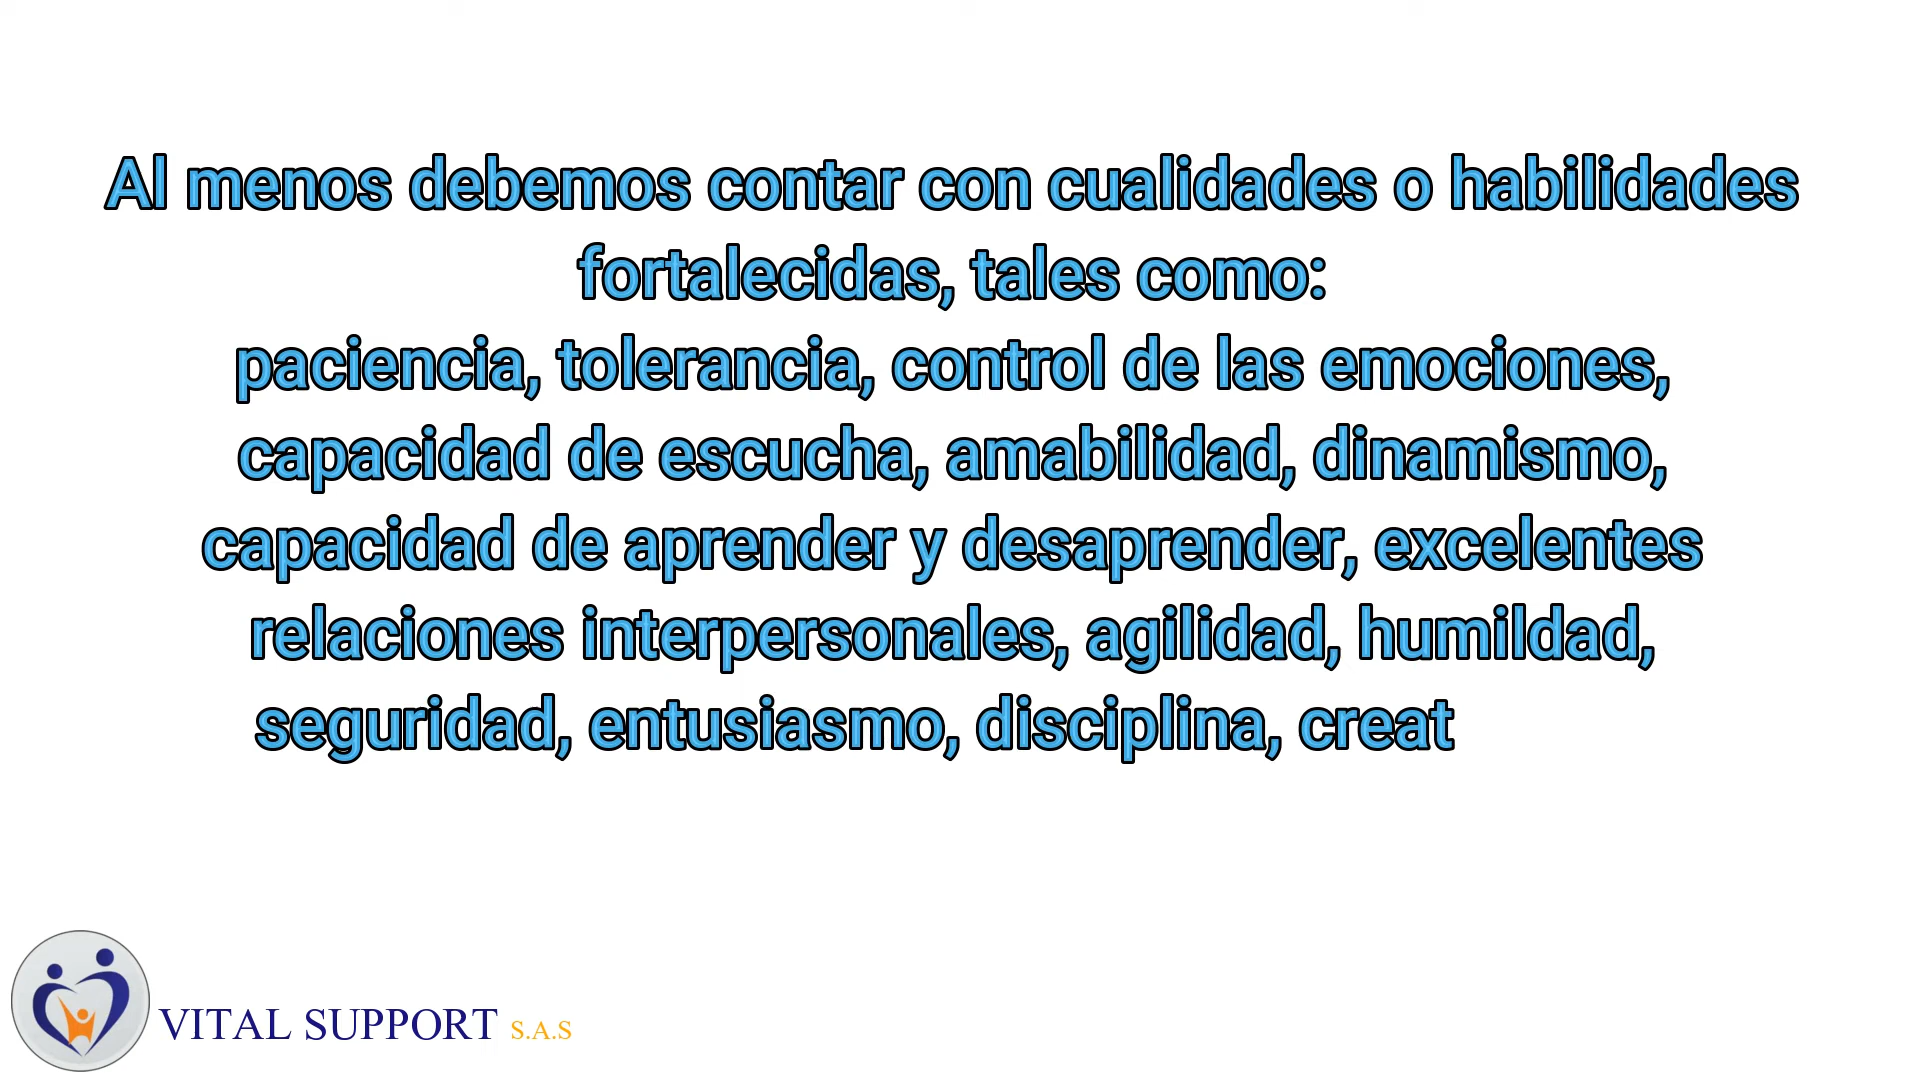 Al menos debemos contar con cualidades o habilidades
fortalecidas, tales como:
paciencia, tolerancia, control de las emociones,
capacidad de escucha, amabilidad, dinamismo,
capacidad de aprender y desaprender, excelentes
relaciones interpersonales, agilidad, humildad,
seguridad, entusiasmo, disciplina, creat
VITAL SUPPORT S.A.S